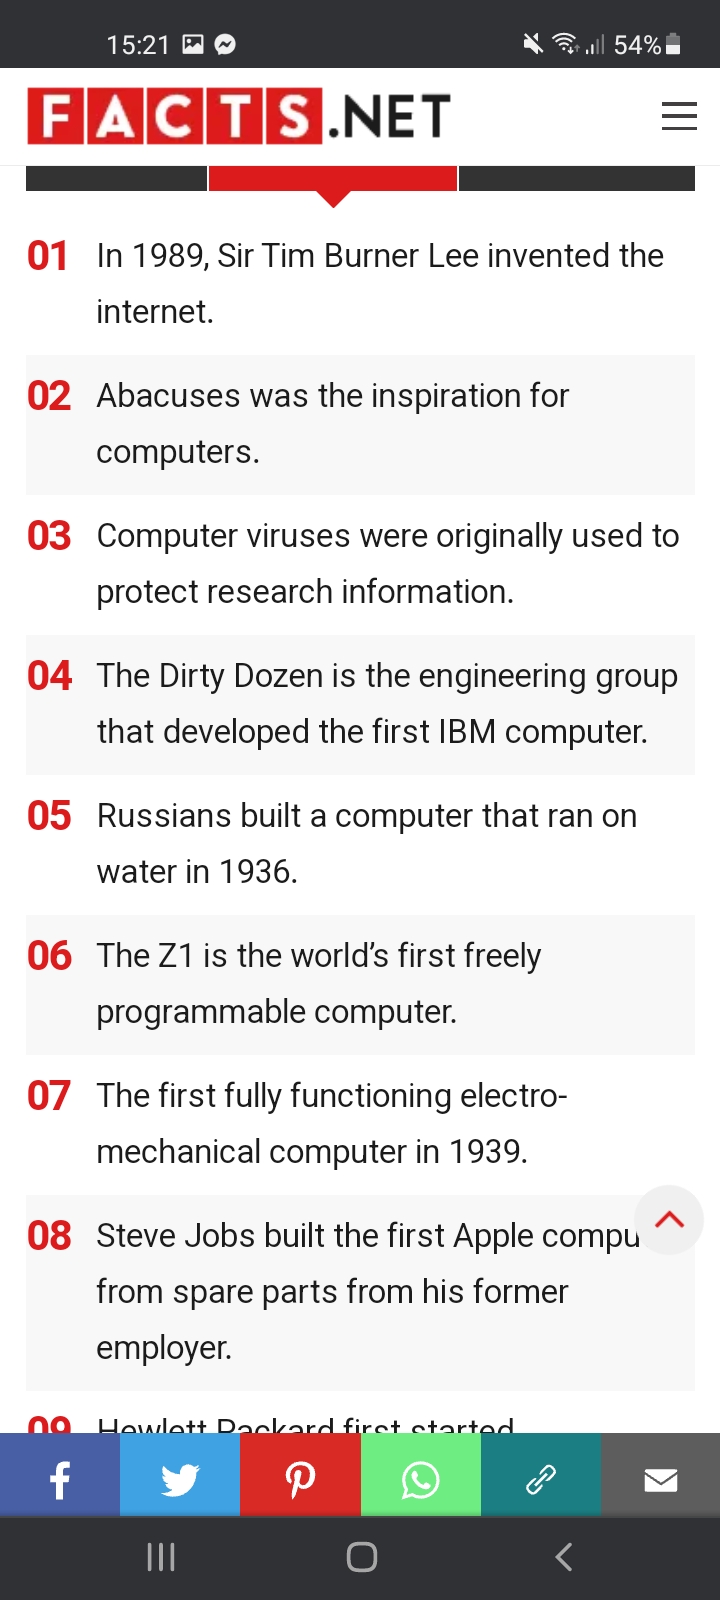 15:21 54%
FACTS.NET
01 In 1989, Sir Tim Burner Lee invented the
internet.
02 Abacuses was the inspiration for
computers.
03 Computer viruses were originally used to
protect research information.
04 The Dirty Dozen is the engineering group
that developed the first IBM computer.
05 Russians built a computer that ran on
water in 1936.
06 The Z1 is the world's first freely
programmable computer.
07 The first fully functioning electro-
mechanical computer in 1939.
08 Steve Jobs built the first Apple compu
from spare parts from his former
employer.
09 Hewlett Packard first started